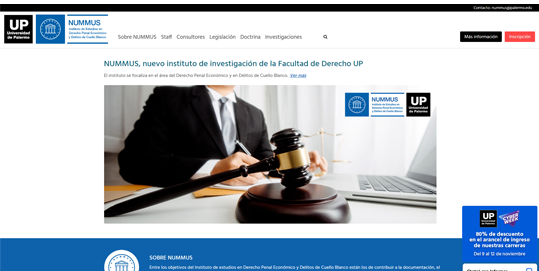 Contacto: nummus@palermo.edu
UP
Universidad
de Palermo
NUMMUS
Instituto de Estudios en
Derecho Penal Económico
y Delitos de Cuello Blanco
Sobre NUMMUS Staff Consultores Legislación Doctrina Investigaciones
Más información
Inscripción
NUMMUS, nuevo instituto de investigación de la Facultad de Derecho UP
El instituto se focaliza en el área del Derecho Penal Económico y en Delitos de Cuello Blanco. Ver más
NUMMUS
Instituto de Estudios en
Derecho Penal Económico
y Delitos de Cuello Blanco
UP
Universidad
de Palermo
UP
CYBER
WEEK
80% de descuento
en el arancel de ingreso
de nuestras carreras
Del 9 al 12 de noviembre
SOBRE NUMMUS
Entre los objetivos del Instituto de estudios en Derecho Penal Económico y Delitos de Cuello Blanco están los de contribuir a la documentación, el